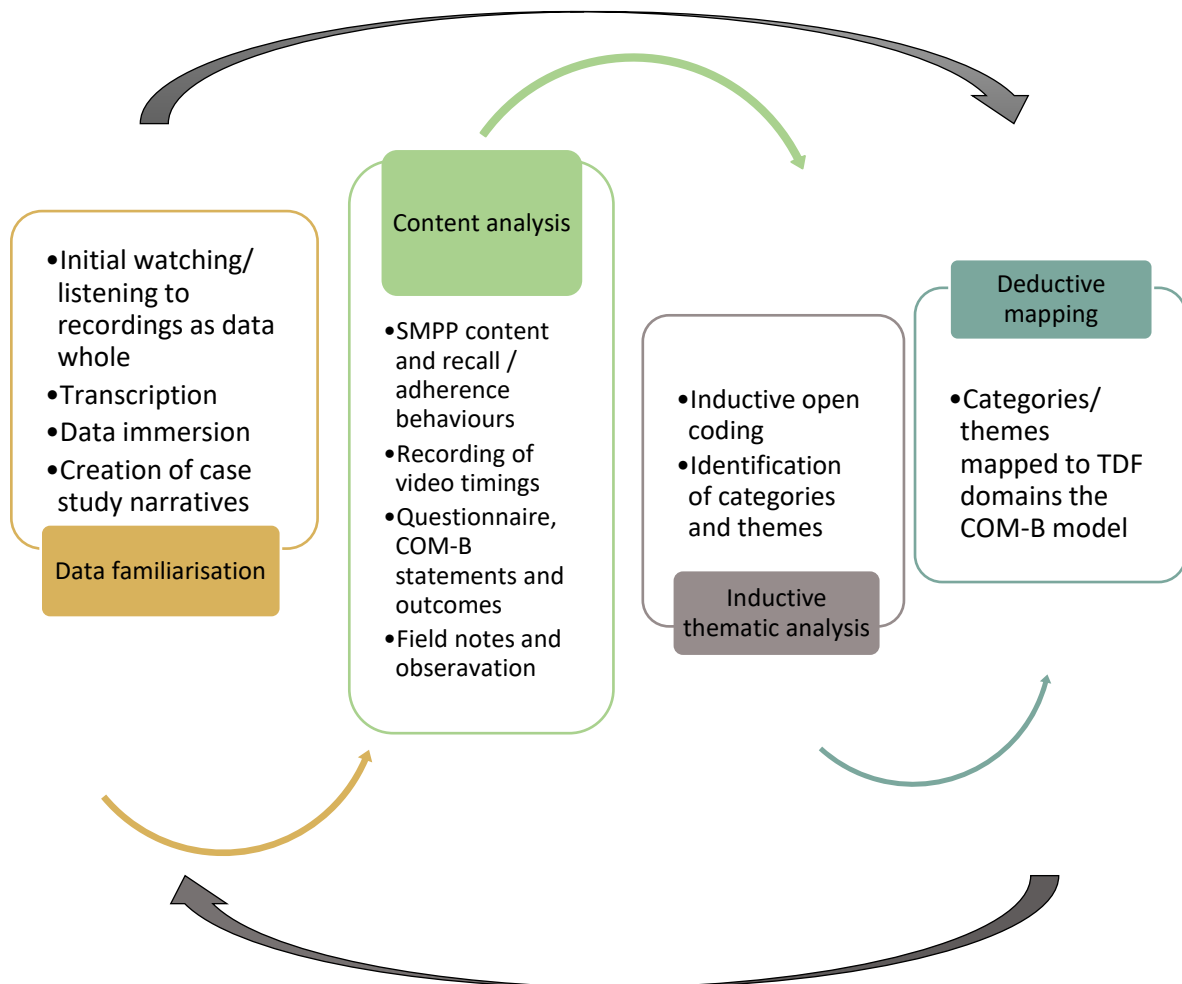 •Initial watching/
listening to
recordings as data
whole
•Transcription
•Data immersion
•Creation of case
study narratives
Data familiarisation
Content analysis
•SMPP content
and recall /
adherence
behaviours
•Recording of
video timings
•Questionnaire,
COM-B
statements and
outcomes
•Field notes and
obseravation
•Inductive open
coding
•Identification
of categories
and themes
Inductive
thematic analysis
Deductive
mapping
•Categories/
themes
mapped to TDF
domains the
COM-B model